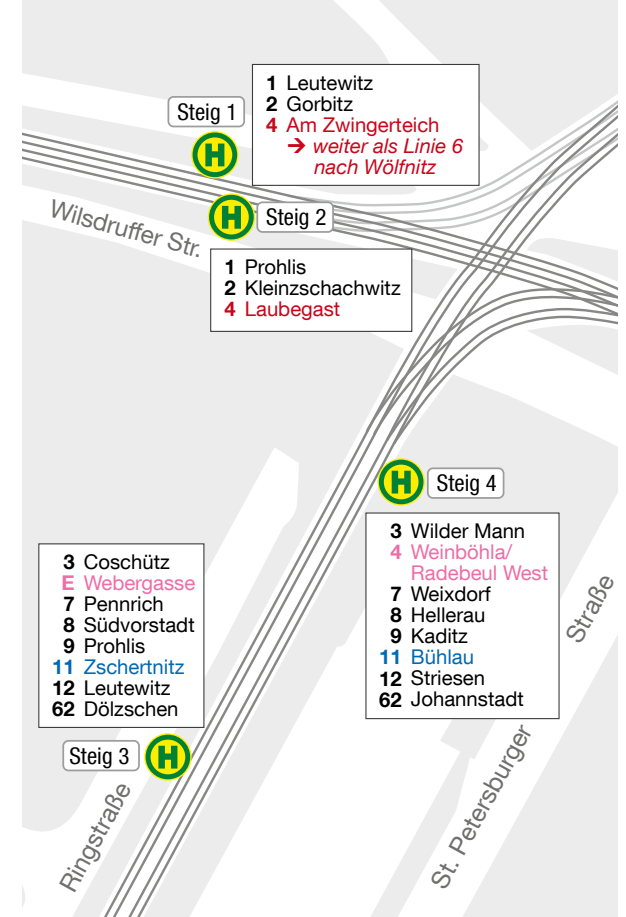 Steig 1
H
1 Leutewitz
2 Gorbitz
4 Am Zwingerteich
→ weiter als Linie 6
nach Wölfnitz
Wilsdruffer Str.
H
Steig 2
1 Prohlis
2 Kleinzschachwitz
4 Laubegast
H
Steig 4
3 Wilder Mann
4 Weinböhla/
Radebeul West
7 Weixdorf
8 Hellerau
9 Kaditz
11 Bühlau
12 Striesen
62 Johannstadt
3 Coschütz
E Webergasse
7 Pennrich
8 Südvorstadt
9 Prohlis
11 Zschertnitz
12 Leutewitz
62 Dölzschen
Steig 3
H
Ringstraße
St. Petersburger
Straße